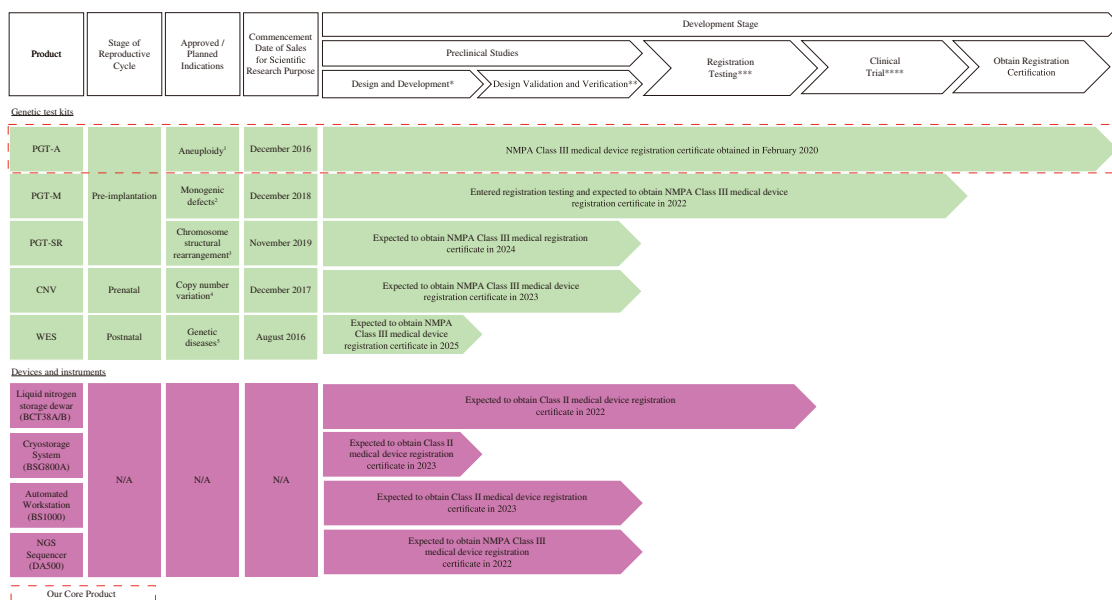 Product
Stage of
Reproductive
Cycle
Approved /
Planned
Indications
Commencement
Date of Sales
for Scientific
Research Purpose
Development Stage
Preclinical Studies
Design and Development*
Design Validation and Verification**
Registration
Testing***
Clinical
Trial****
Obtain Registration
Certification
Genetic test kits
PGT-A
Aneuploidy¹
December 2016
NMPA Class III medical device registration certificate obtained in February 2020
PGT-M
Pre-implantation
Monogenic
defects²
December 2018
Entered registration testing and expected to obtain NMPA Class III medical device
registration certificate in 2022
PGT-SR
Chromosome
structural
rearrangement³
November 2019
Expected to obtain NMPA Class III medical registration
certificate in 2024
CNV
Prenatal
Copy number
variation⁴
December 2017
Expected to obtain NMPA Class III medical device
registration certificate in 2023
WES
Postnatal
Genetic
diseases⁵
August 2016
Expected to obtain NMPA
Class III medical device
registration certificate in 2025
Devices and instruments
Liquid nitrogen
storage dewar
(BCT38A/B)
Expected to obtain Class II medical device registration
certificate in 2022
Cryostorage
System
(BSG800A)
Expected to obtain Class II
medical device registration
certificate in 2023
N/A
N/A
N/A
Automated
Workstation
(BS1000)
Expected to obtain Class II medical device registration
certificate in 2023
NGS
Sequencer
(DA500)
Expected to obtain NMPA Class III
medical device registration
certificate in 2022
Our Core Product